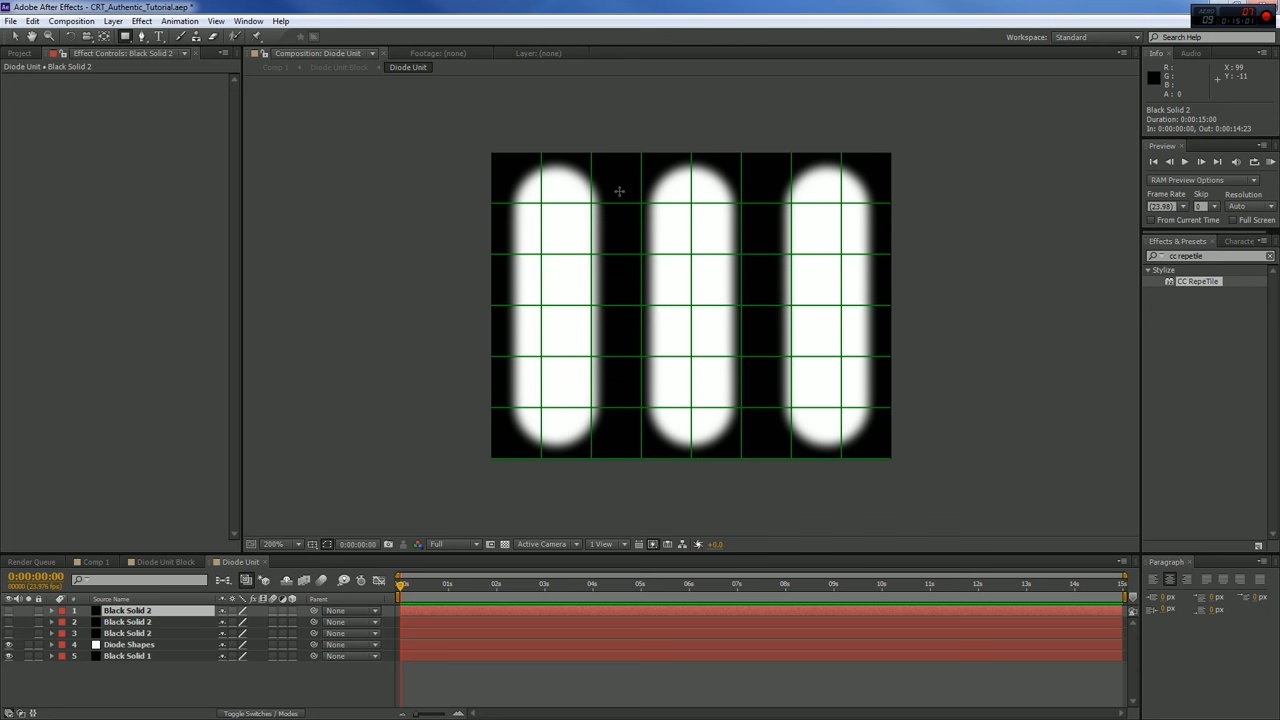 Adobe After Effects - CRT_Authentic_Tutorial.aep *
File Edit Composition Layer Effect Animation Season View Window Help
Workspace: Standard Search Help
Project Effect Controls: Black Solid 2 Composition: Diode Unit Footage: (none) Layer: (none) Info Audio
Diode Unit • Black Solid 2
Comp 1 Diode Unit Block Diode Unit
R: X: 99
G: Y: -11
B:
A: 0
Black Solid 2
Duration: 0:00:15:00
In: 0:00:00:00, Out: 0:00:14:23
Preview
RAM Preview Options
Frame Rate Skip Resolution
(23.98) 0 Auto
From Current Time Full Screen
Effects & Presets Characte
cc repetile
Stylize
CC RepeTile
200% 0:00:00:00 Full Active Camera 1 View +0.0
Render Queue Comp 1 Diode Unit Block Diode Unit
0:00:00:00
00000 (23.976 fps)
01s 02s 03s 04s 05s 06s 07s 08s 09s 10s 11s 12s 13s 14s 15s
# Source Name Parent
1 Black Solid 2 None
2 Black Solid 2 None
3 Black Solid 2 None
4 Diode Shapes None
5 Black Solid 1 None
Paragraph
0 px 0 px 0 px
0 px 0 px
Toggle Switches / Modes